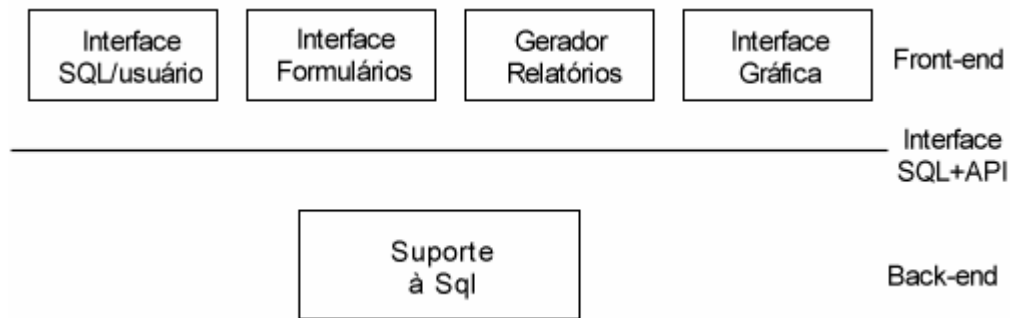 Interface
SQL/usuário
Interface
Formulários
Gerador
Relatórios
Interface
Gráfica
Front-end
Interface
SQL+API
Suporte
à Sql
Back-end